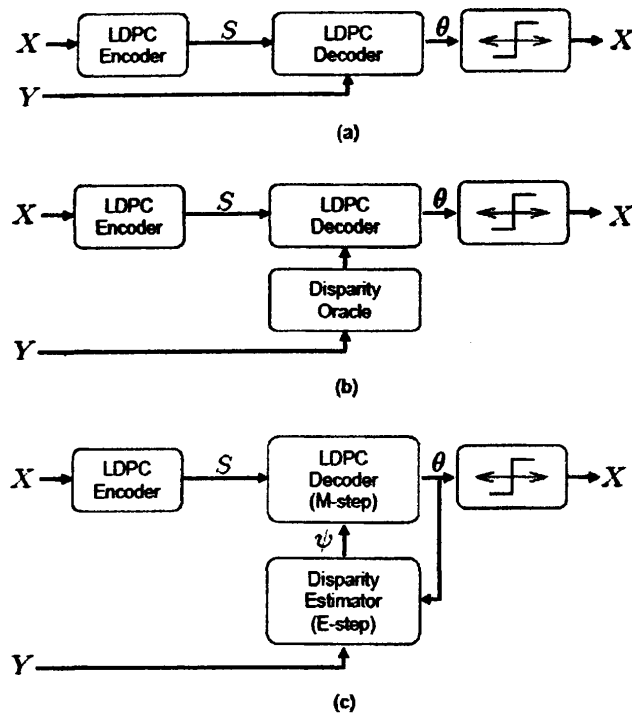 X LDPC Encoder S LDPC Decoder θ X
Y
(a)
X LDPC Encoder S LDPC Decoder θ X
Disparity Oracle
Y
(b)
X LDPC Encoder S LDPC Decoder (M-step) θ X
ψ
Disparity Estimator (E-step)
Y
(c)